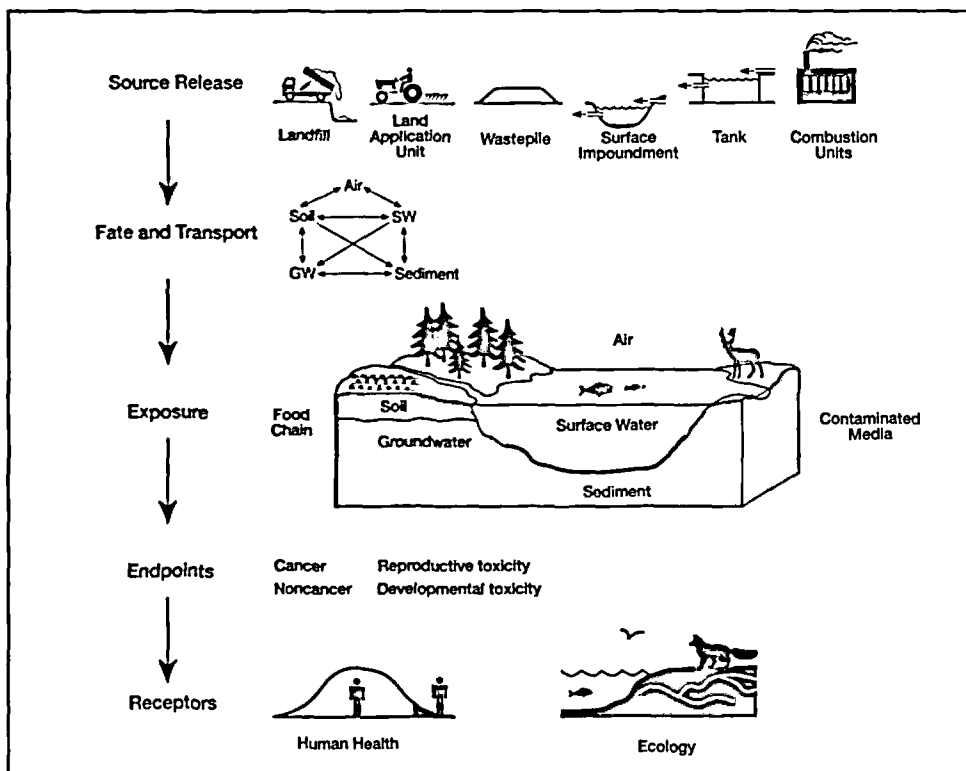 Source Release
Landfill
Land
Application
Unit
Wastepile
Surface
Impoundment
Tank
Combustion
Units
Fate and Transport
Air
Soil
SW
GW
Sediment
Exposure
Food
Chain
Air
Soil
Groundwater
Surface Water
Sediment
Contaminated
Media
Endpoints
Cancer Reproductive toxicity
Noncancer Developmental toxicity
Receptors
Human Health
Ecology